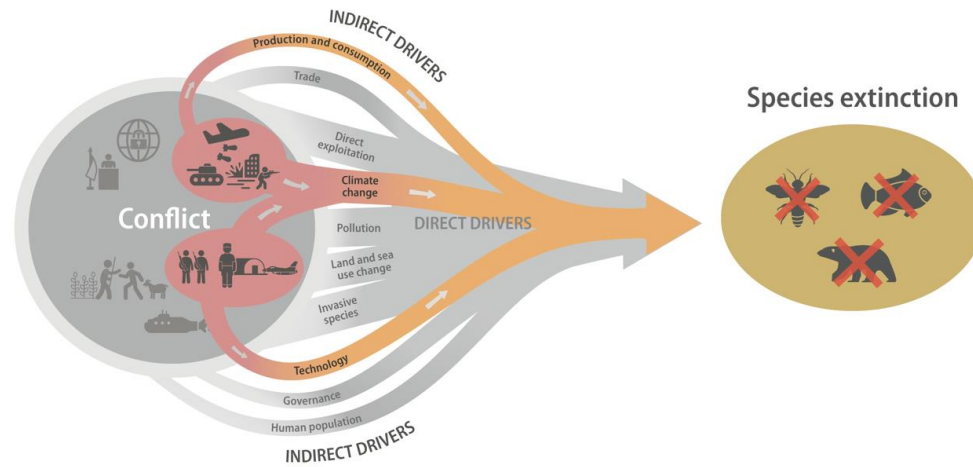 INDIRECT DRIVERS
Production and consumption
Trade
Direct
exploitation
Species extinction
Climate
change
Conflict
DIRECT DRIVERS
Pollution
Land and sea
use change
Invasive
species
Technology
Governance
Human population
INDIRECT DRIVERS